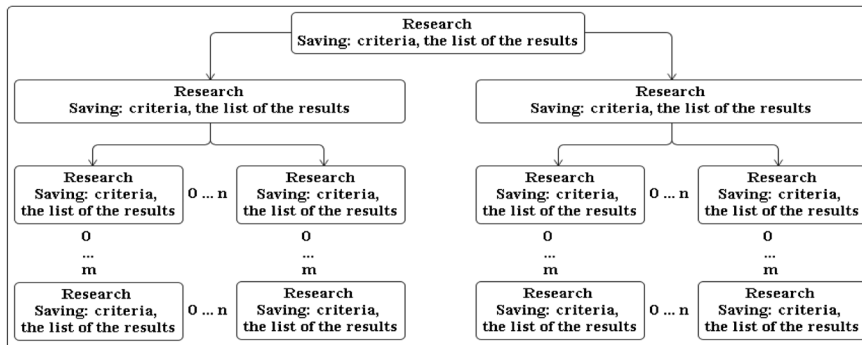 Research
Saving: criteria, the list of the results
Research
Saving: criteria, the list of the results
Research
Saving: criteria, the list of the results
Research
Saving: criteria,
the list of the results
0 ... n
Research
Saving: criteria,
the list of the results
Research
Saving: criteria,
the list of the results
0 ... n
Research
Saving: criteria,
the list of the results
0
...
m
0
...
m
0
...
m
0
...
m
Research
Saving: criteria,
the list of the results
0 ... n
Research
Saving: criteria,
the list of the results
Research
Saving: criteria,
the list of the results
0 ... n
Research
Saving: criteria,
the list of the results